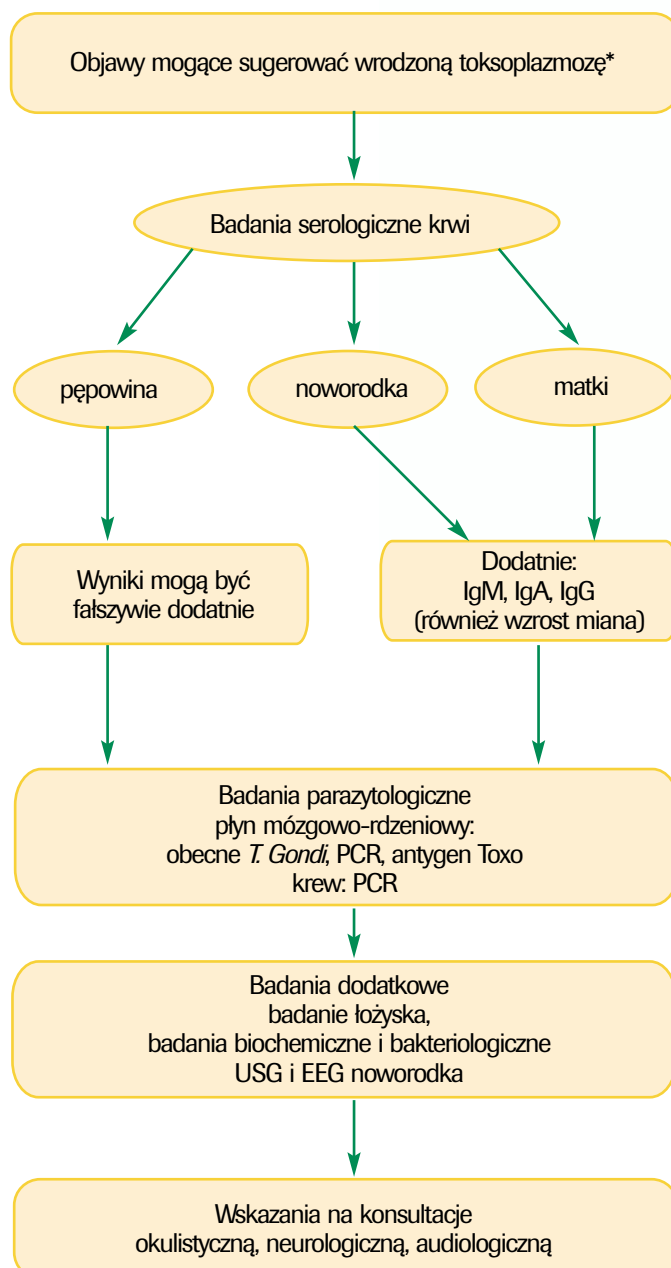 Objawy mogące sugerować wrodzoną toksoplazmozę*
Badania serologiczne krwi
pępowina
noworodka
matki
Wyniki mogą być
fałszywie dodatnie
Dodatnie:
IgM, IgA, IgG
(również wzrost miana)
Badania parazytologiczne
płyn mózgowo-rdzeniowy:
obecne T. Gondi, PCR, antygen Toxo
krew: PCR
Badania dodatkowe
badanie łożyska,
badania biochemiczne i bakteriologiczne
USG i EEG noworodka
Wskazania na konsultacje
okulistyczną, neurologiczną, audiologiczną